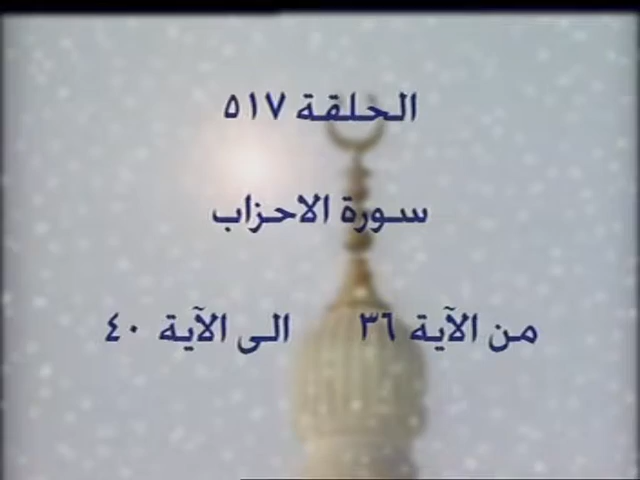 الحلقة ٥١٧
سورة الاحزاب
من الآية ٣٦ الى الآية ٤٠